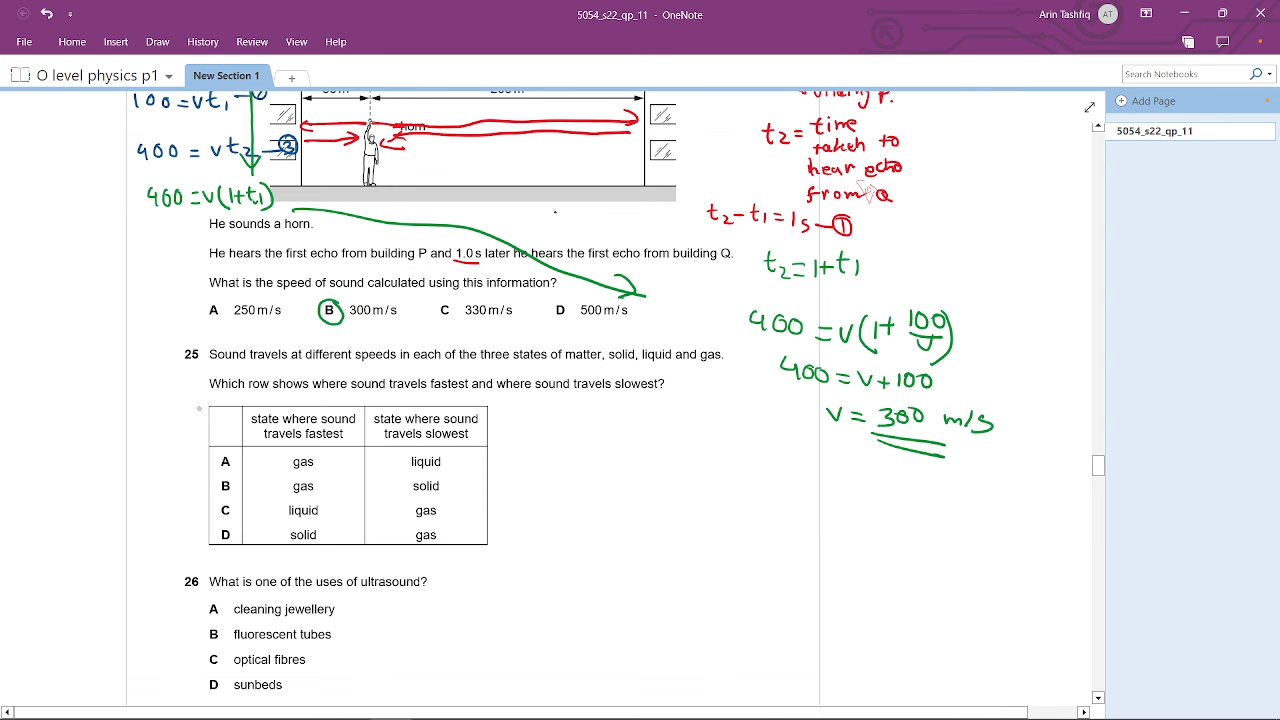 5054_s22_qp_11 - OneNote
Arin Tashfiq
AT
File Home Insert Draw History Review View Help
O level physics p1
New Section 1
Search Notebooks
Add Page
5054_s22_qp_11
100 = vt1
400 = vt2 — ②
400 = v(1+t1)
horn
t2 = time
taken to
hear echo
from Q
t2 - t1 = 1s — ①
t2 = 1+t1
He sounds a horn.
He hears the first echo from building P and 1.0 s later he hears the first echo from building Q.
What is the speed of sound calculated using this information?
A 250 m / s B 300 m / s C 330 m / s D 500 m / s
400 = v(1+ 100/v)
400 = v + 100
v = 300 m/s
25 Sound travels at different speeds in each of the three states of matter, solid, liquid and gas.
Which row shows where sound travels fastest and where sound travels slowest?
state where sound travels fastest state where sound travels slowest
A gas liquid
B gas solid
C liquid gas
D solid gas
26 What is one of the uses of ultrasound?
A cleaning jewellery
B fluorescent tubes
C optical fibres
D sunbeds